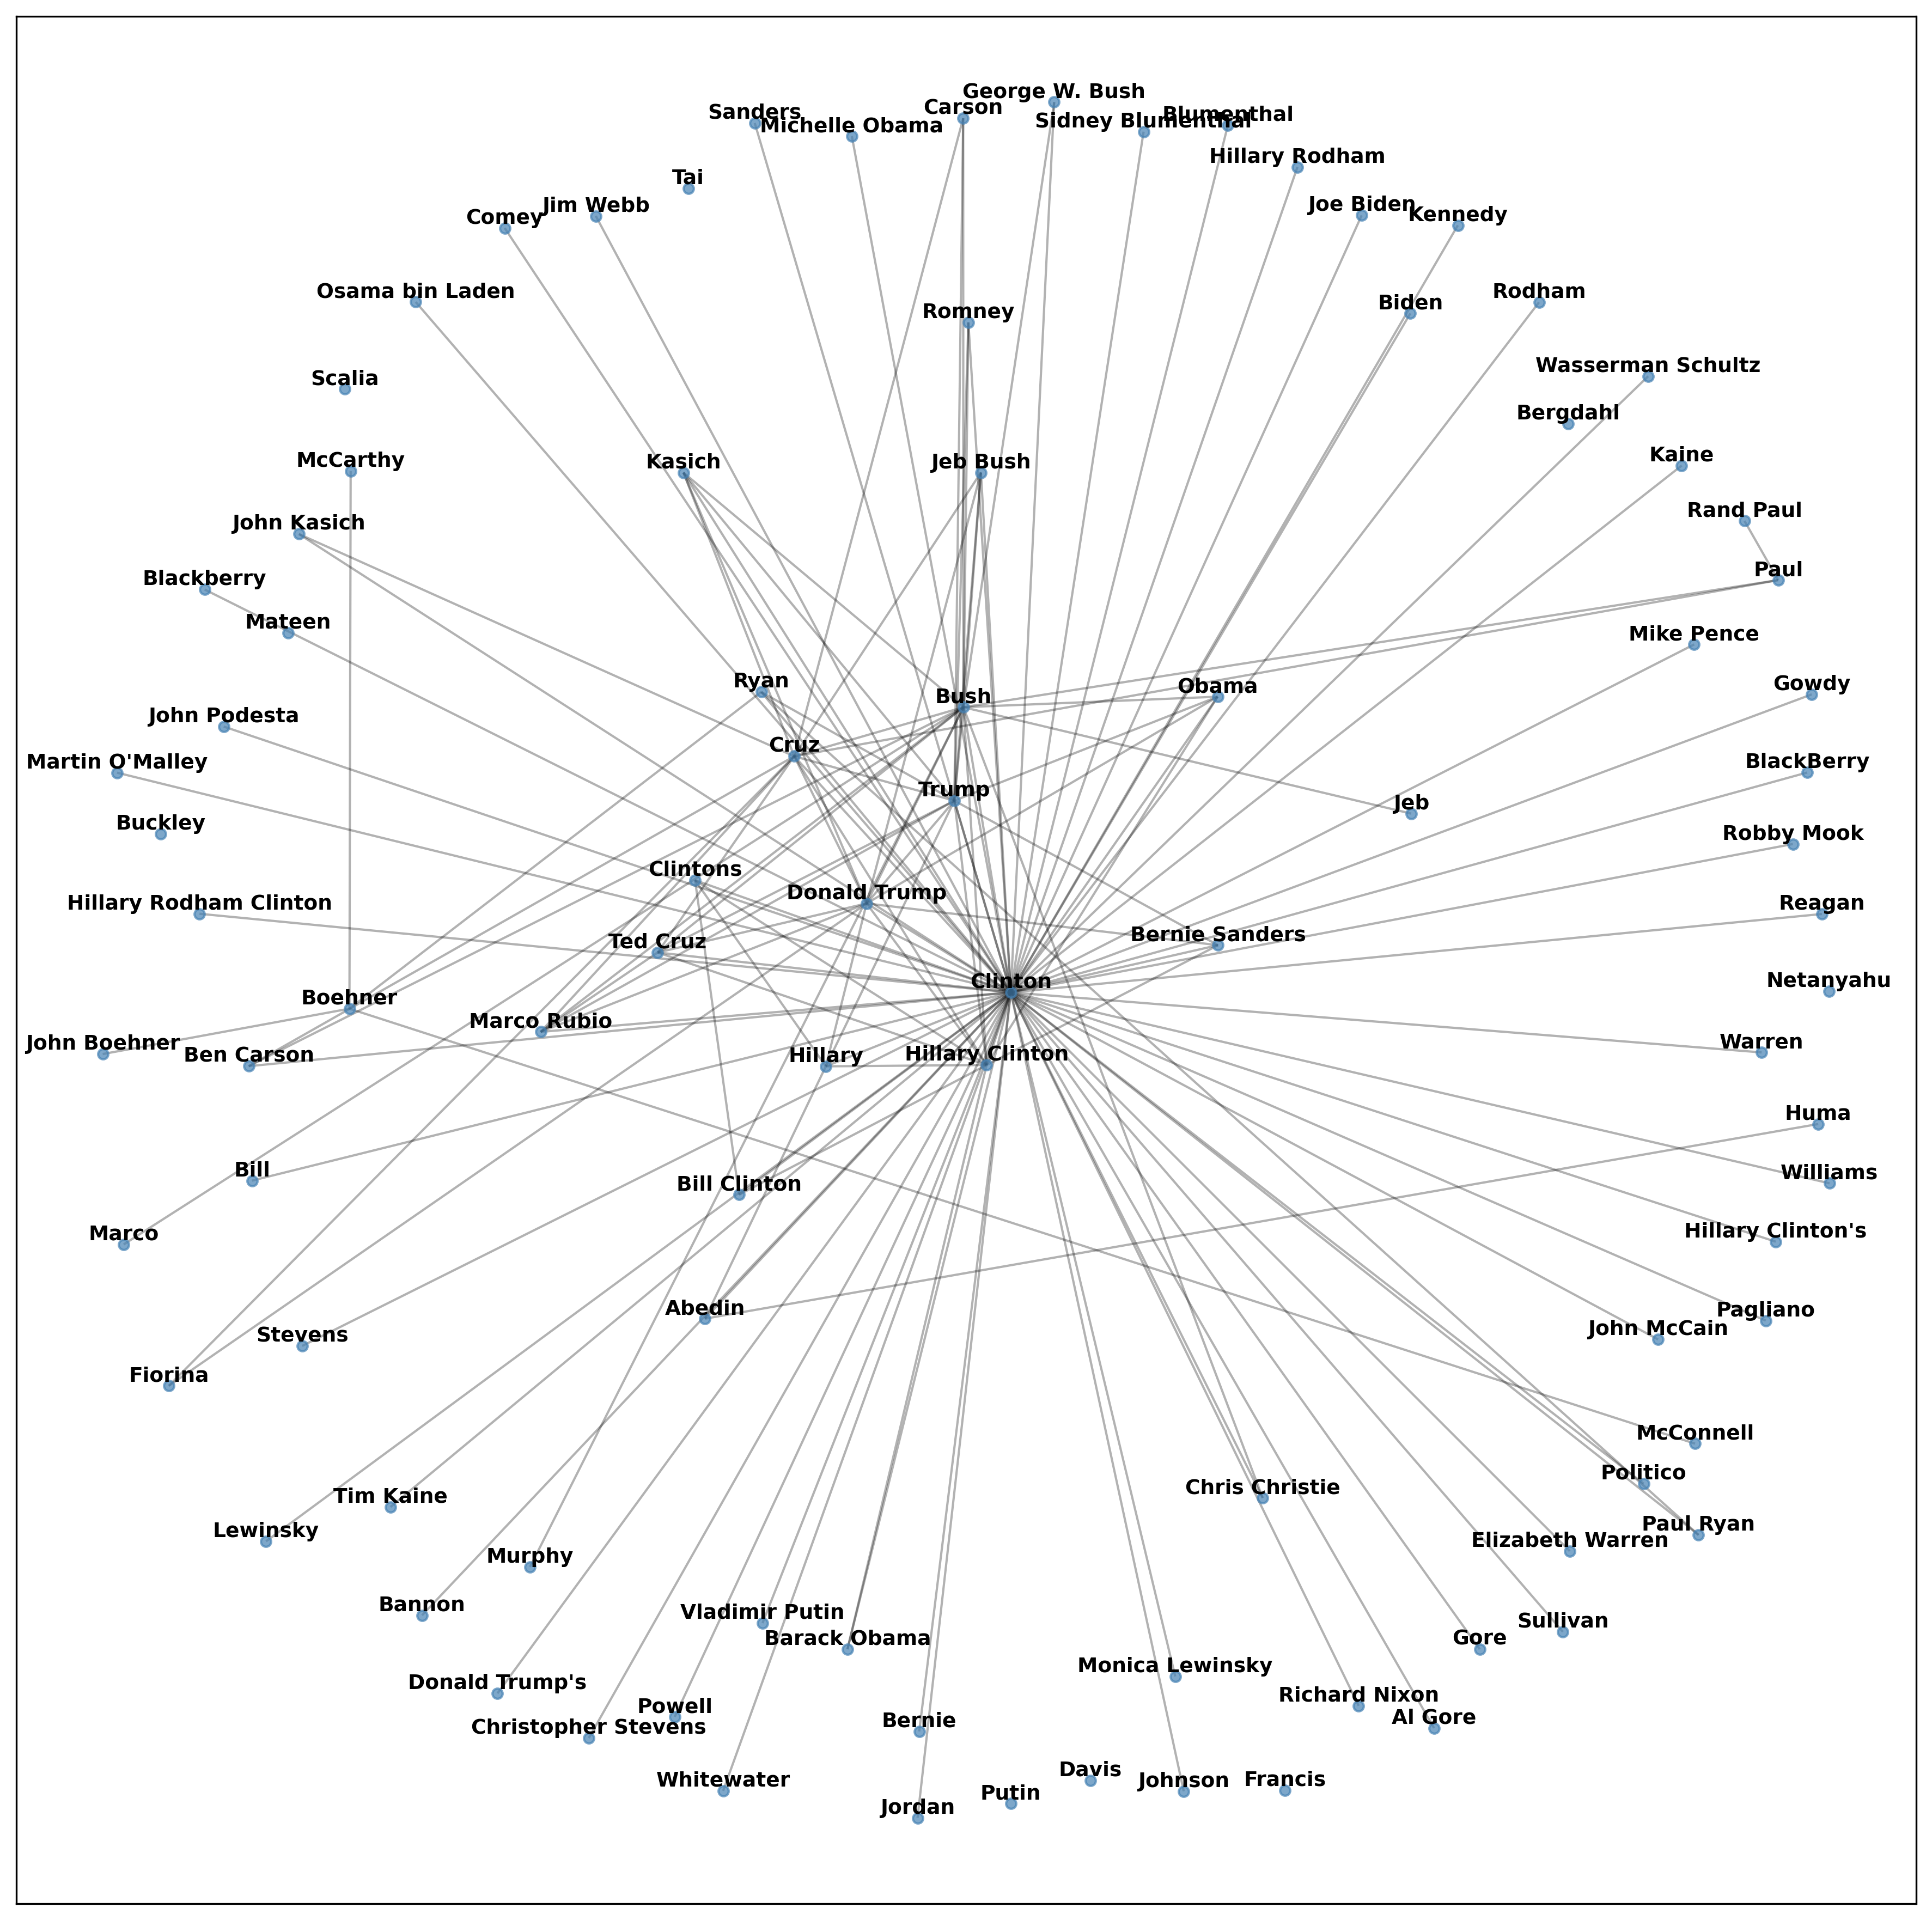 George W. Bush
Carson
Sanders
Blumenthal
Sidney Blumenthal
Michelle Obama
Hillary Rodham
Tai
Joe Biden
Jim Webb
Kennedy
Comey
Osama bin Laden
Rodham
Biden
Romney
Wasserman Schultz
Scalia
Bergdahl
Kaine
McCarthy
Kasich
Jeb Bush
Rand Paul
John Kasich
Paul
Blackberry
Mateen
Mike Pence
Ryan
Gowdy
Obama
Bush
John Podesta
Cruz
Martin O'Malley
BlackBerry
Trump
Jeb
Buckley
Robby Mook
Clintons
Donald Trump
Hillary Rodham Clinton
Reagan
Bernie Sanders
Ted Cruz
Clinton
Netanyahu
Boehner
Marco Rubio
Warren
John Boehner
Ben Carson
Hillary
Hillary Clinton
Huma
Bill
Williams
Bill Clinton
Marco
Hillary Clinton's
Abedin
Pagliano
John McCain
Stevens
Fiorina
McConnell
Politico
Chris Christie
Tim Kaine
Paul Ryan
Lewinsky
Elizabeth Warren
Murphy
Bannon
Vladimir Putin
Sullivan
Barack Obama
Gore
Monica Lewinsky
Donald Trump's
Richard Nixon
Powell
Al Gore
Bernie
Christopher Stevens
Davis
Whitewater
Johnson
Francis
Putin
Jordan